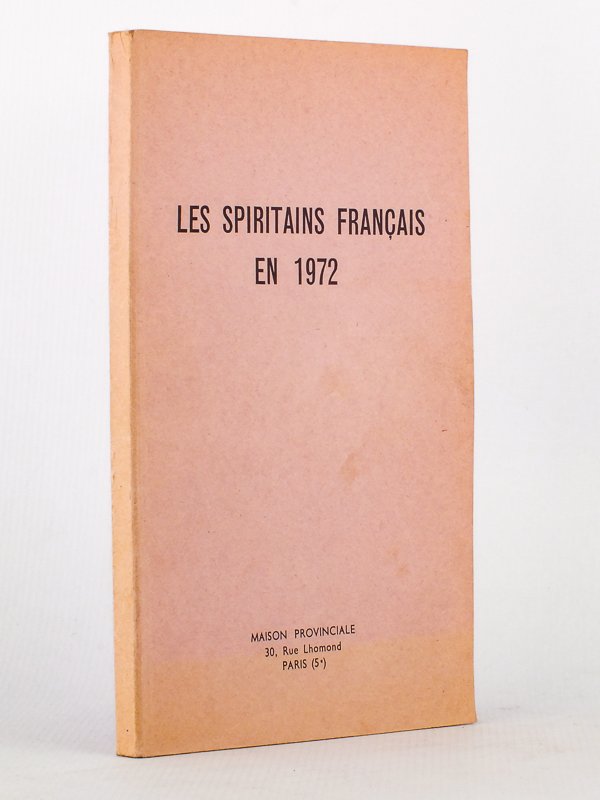 LES SPIRITAINS FRANÇAIS
EN 1972
MAISON PROVINCIALE
30, Rue Lhomond
PARIS (5e)